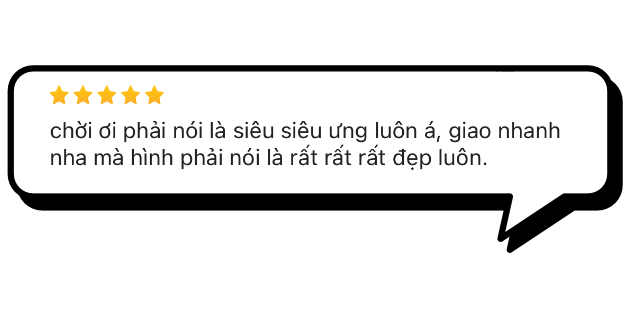 chời ơi phải nói là siêu siêu ưng luôn á, giao nhanh
nha mà hình phải nói là rất rất rất đẹp luôn.